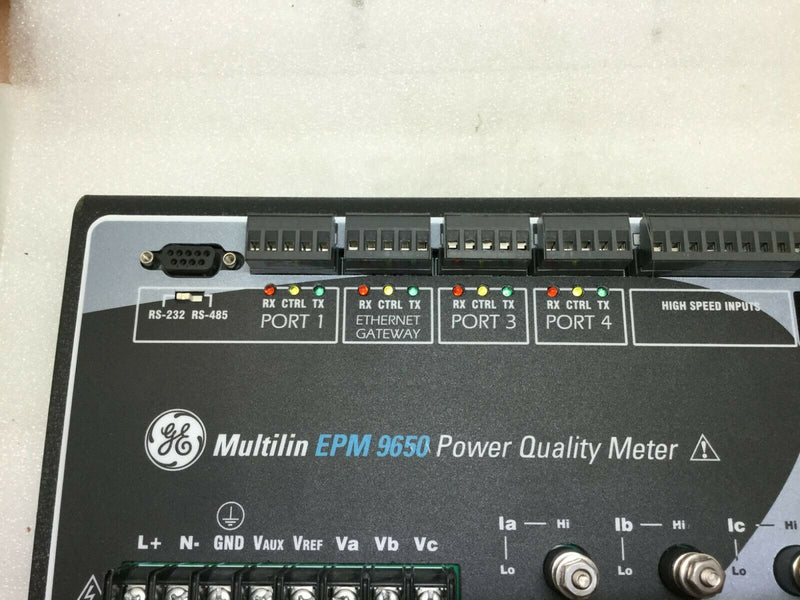 RS-232 RS-485
RX CTRL TX
PORT 1
RX CTRL TX
ETHERNET
GATEWAY
RX CTRL TX
PORT 3
RX CTRL TX
PORT 4
HIGH SPEED INPUTS
GE Multilin EPM 9650 Power Quality Meter
L+ N- GND VAUX VREF Va Vb Vc
Ia Hi
Lo
Ib Hi
Lo
Ic Hi
Lo